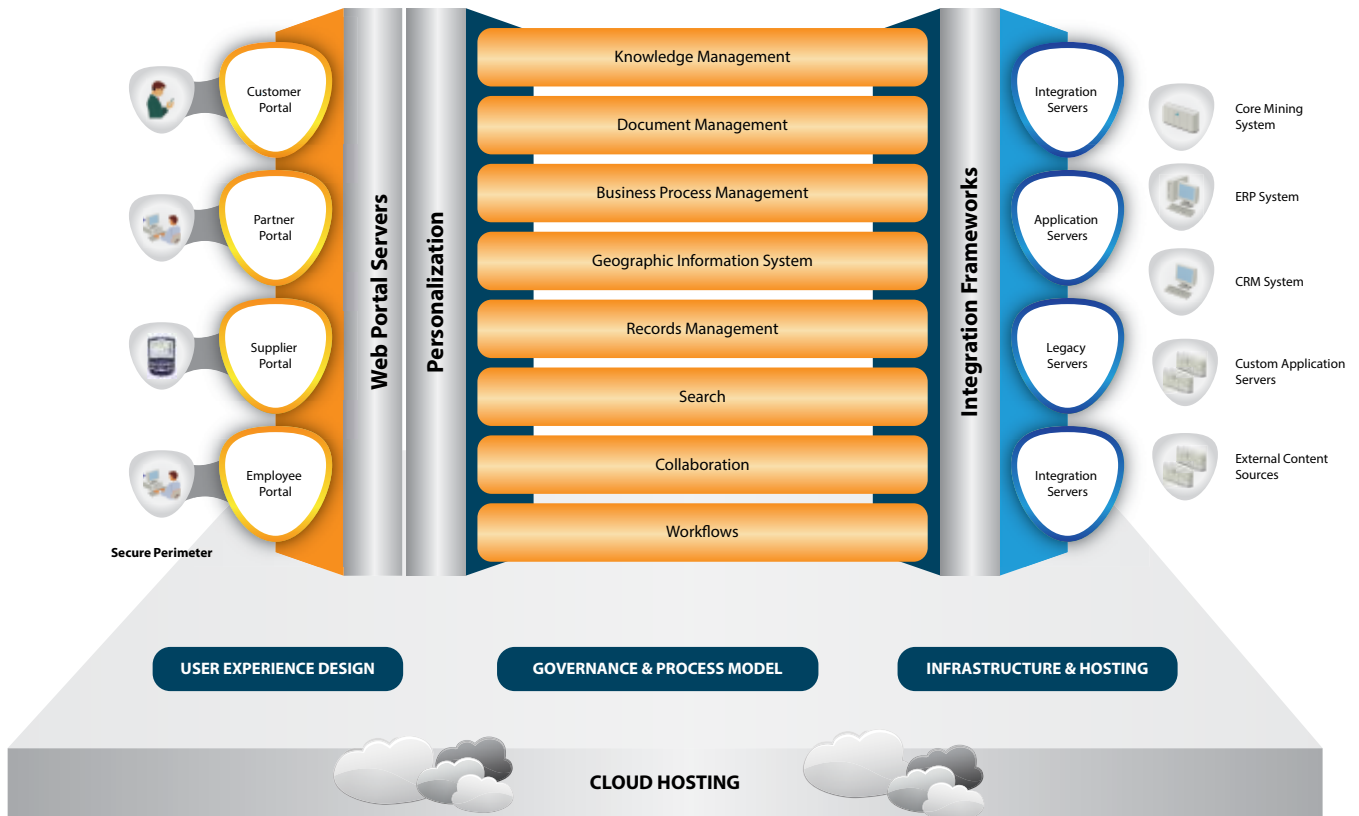 Customer
Portal
Partner
Portal
Supplier
Portal
Employee
Portal
Secure Perimeter
Web Portal Servers
Personalization
Knowledge Management
Document Management
Business Process Management
Geographic Information System
Records Management
Search
Collaboration
Workflows
Integration Frameworks
Integration
Servers
Application
Servers
Legacy
Servers
Integration
Servers
Core Mining
System
ERP System
CRM System
Custom Application
Servers
External Content
Sources
USER EXPERIENCE DESIGN
GOVERNANCE & PROCESS MODEL
INFRASTRUCTURE & HOSTING
CLOUD HOSTING